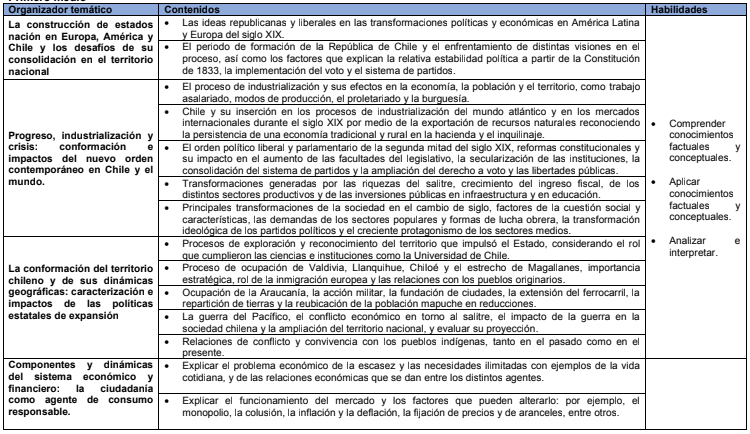 Organizador temático
Contenidos
Habilidades
La construcción de estados
nación en Europa, América y
Chile y los desafíos de su
consolidación en el territorio
nacional
• Las ideas republicanas y liberales en las transformaciones políticas y económicas en América Latina
y Europa del siglo XIX.
• El periodo de formación de la República de Chile y el enfrentamiento de distintas visiones en el
proceso, así como los factores que explican la relativa estabilidad política a partir de la Constitución
de 1833, la implementación del voto y el sistema de partidos.
Progreso, industrialización y
crisis: conformación e
impactos del nuevo orden
contemporáneo en Chile y el
mundo.
• El proceso de industrialización y sus efectos en la economía, la población y el territorio, como trabajo
asalariado, modos de producción, el proletariado y la burguesía.
• Chile y su inserción en los procesos de industrialización del mundo atlántico y en los mercados
internacionales durante el siglo XIX por medio de la exportación de recursos naturales reconociendo
la persistencia de una economía tradicional y rural en la hacienda y el inquilinaje.
• El orden político liberal y parlamentario de la segunda mitad del siglo XIX, reformas constitucionales y
su impacto en el aumento de las facultades del legislativo, la secularización de las instituciones, la
consolidación del sistema de partidos y la ampliación del derecho a voto y las libertades públicas.
• Transformaciones generadas por las riquezas del salitre, crecimiento del ingreso fiscal, de los
distintos sectores productivos y de las inversiones públicas en infraestructura y en educación.
• Principales transformaciones de la sociedad en el cambio de siglo, factores de la cuestión social y
características, las demandas de los sectores populares y formas de lucha obrera, la transformación
ideológica de los partidos políticos y el creciente protagonismo de los sectores medios.
La conformación del territorio
chileno y de sus dinámicas
geográficas: caracterización e
impactos de las políticas
estatales de expansión
• Procesos de exploración y reconocimiento del territorio que impulsó el Estado, considerando el rol
que cumplieron las ciencias e instituciones como la Universidad de Chile.
• Proceso de ocupación de Valdivia, Llanquihue, Chiloé y el estrecho de Magallanes, importancia
estratégica, rol de la inmigración europea y las relaciones con los pueblos originarios.
• Ocupación de la Araucanía, la acción militar, la fundación de ciudades, la extensión del ferrocarril, la
repartición de tierras y la reubicación de la población mapuche en reducciones.
• La guerra del Pacífico, el conflicto económico en torno al salitre, el impacto de la guerra en la
sociedad chilena y la ampliación del territorio nacional, y evaluar su proyección.
• Relaciones de conflicto y convivencia con los pueblos indígenas, tanto en el pasado como en el
presente.
• Comprender
conocimientos
factuales y
conceptuales.
• Aplicar
conocimientos
factuales y
conceptuales.
• Analizar e
interpretar.
Componentes y dinámicas
del sistema económico y
financiero: la ciudadanía
como agente de consumo
responsable.
• Explicar el problema económico de la escasez y las necesidades ilimitadas con ejemplos de la vida
cotidiana, y de las relaciones económicas que se dan entre los distintos agentes.
• Explicar el funcionamiento del mercado y los factores que pueden alterarlo: por ejemplo, el
monopolio, la colusión, la inflación y la deflación, la fijación de precios y de aranceles, entre otros.